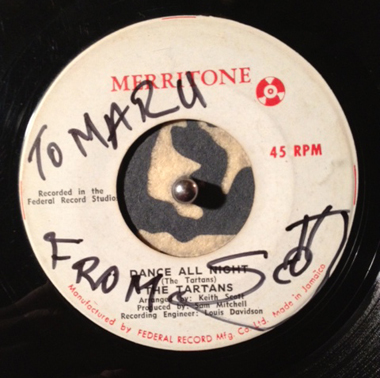 MERRITONE
TO MARU
45 RPM
Recorded in the
Federal Record Studio
FROM Scott
DANCE ALL NIGHT
(The Tartans)
THE TARTANS
Arranged by: Keith Scott
Produced by: Sam Mitchell
Recording Engineer: Louis Davidson
Manufactured by FEDERAL RECORD Mfg. Co. Ltd. Made in Jamaica